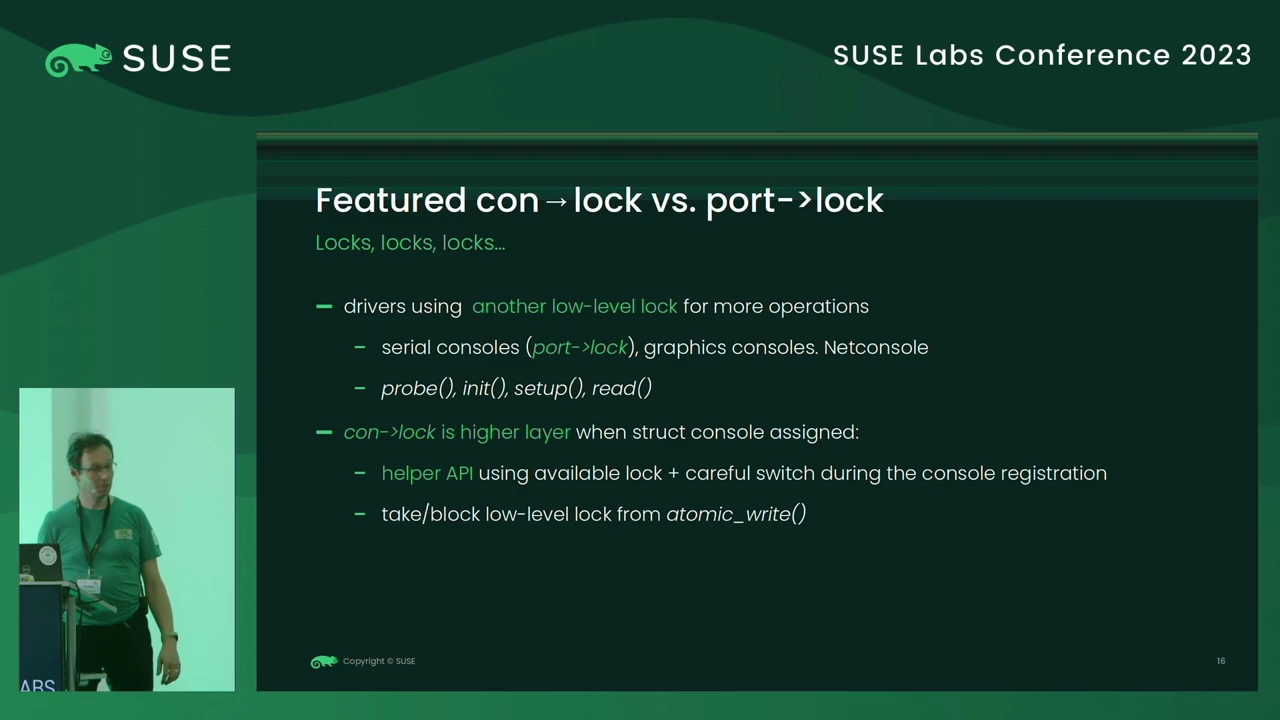 SUSE
SUSE Labs Conference 2023
Featured con→lock vs. port->lock
Locks, locks, locks...
drivers using another low-level lock for more operations
serial consoles (port->lock), graphics consoles. Netconsole
probe(), init(), setup(), read()
con->lock is higher layer when struct console assigned:
helper API using available lock + careful switch during the console registration
take/block low-level lock from atomic_write()
ABS
Copyright © SUSE
16